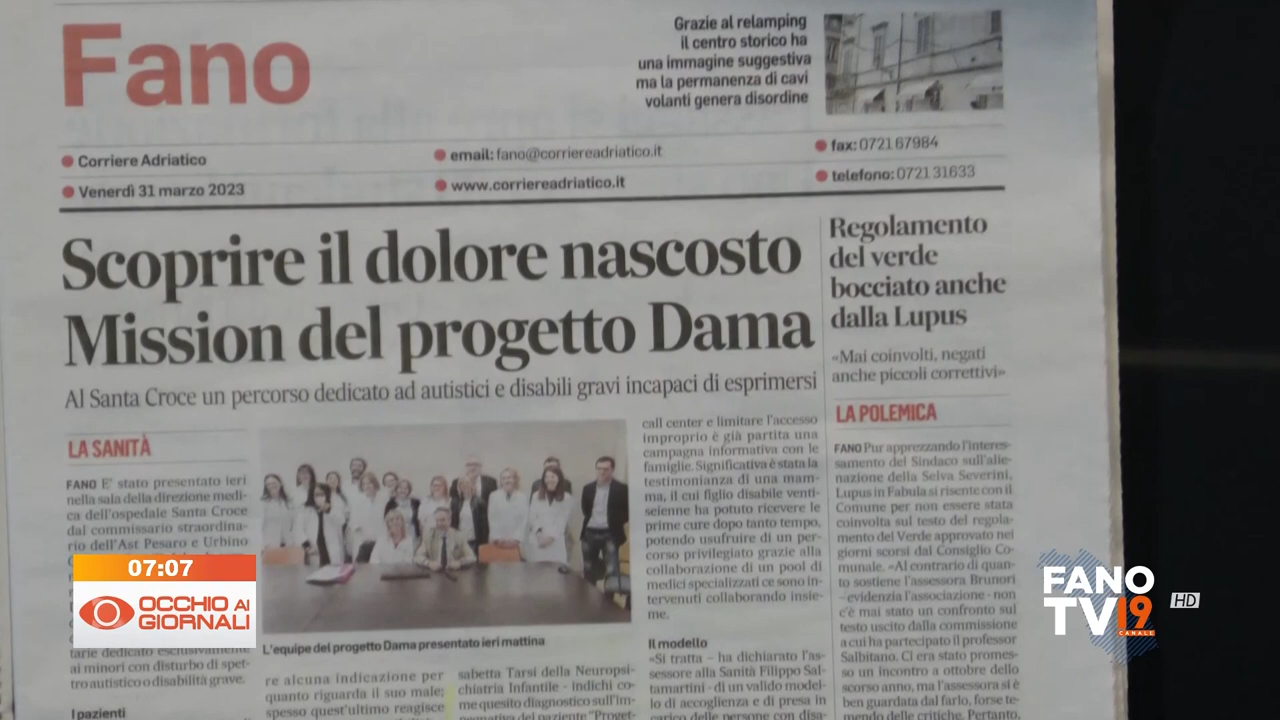 Fano
Grazie al relamping
il centro storico ha
una immagine suggestiva
ma la permanenza di cavi
volanti genera disordine
Corriere Adriatico
Venerdì 31 marzo 2023
email: fano@corriereadriatico.it
www.corriereadriatico.it
fax: 0721 67984
telefono: 0721 31633
Scoprire il dolore nascosto
Mission del progetto Dama
Al Santa Croce un percorso dedicato ad autistici e disabili gravi incapaci di esprimersi
LA SANITÀ
FANO E' stato presentato ieri
nella sala della direzione medi-
ca dell'ospedale Santa Croce
dal commissario straordina-
rio dell'Ast Pesaro e Urbino
tarie dedicato esclusivamente
ai minori con disturbo di spet-
tro autistico o disabilità grave.
I pazienti
L'equipe del progetto Dama presentato ieri mattina
re alcuna indicazione per
quanto riguarda il suo male;
spesso quest'ultimo reagisce
sabetta Tarsi della Neuropsi-
chiatria Infantile - indichi co-
me quesito diagnostico sull'im-
pegnativa del paziente "Proget-
call center e limitare l'accesso
improprio è già partita una
campagna informativa con le
famiglie. Significativa è stata la
testimonianza di una mam-
ma, il cui figlio disabile venti-
seienne ha potuto ricevere le
prime cure dopo tanto tempo,
potendo usufruire di un per-
corso privilegiato grazie alla
collaborazione di un pool di
medici specializzati ce sono in-
tervenuti collaborando insie-
me.
Il modello
«Si tratta – ha dichiarato l'as-
sessore alla Sanità Filippo Sal-
tamartini - di un valido model-
lo di accoglienza e di presa in
carico delle persone con disa-
Regolamento
del verde
bocciato anche
dalla Lupus
«Mai coinvolti, negati
anche piccoli correttivi»
LA POLEMICA
FANO Pur apprezzando l'interes-
samento del Sindaco sull'alie-
nazione della Selva Severini,
Lupus in Fabula si risente con il
Comune per non essere stata
coinvolta sul testo del regola-
mento del Verde approvato nei
giorni scorsi dal Consiglio Co-
munale. «Al contrario di quan-
to sostiene l'assessora Brunori
– evidenzia l'associazione - non
c'è mai stato un confronto sul
testo uscito dalla commissione
a cui ha partecipato il professor
Salbitano. Ci era stato promes-
so un incontro a ottobre dello
scorso anno, ma l'assessora si è
ben guardata dal farlo, forse te-
mendo delle critiche. Pertanto,
07:07
OCCHIO AI
GIORNALI
FANO
TV19
CANALE
HD